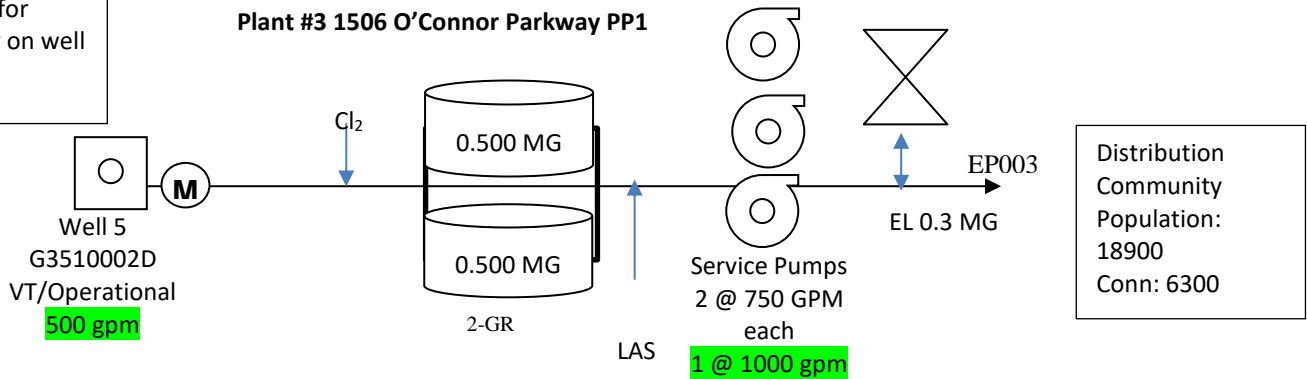 for
on well
Plant #3 1506 O’Connor Parkway PP1
Cl₂
0.500 MG
0.500 MG
M
Well 5
G3510002D
VT/Operational
500 gpm
2-GR
LAS
Service Pumps
2 @ 750 GPM
each
1 @ 1000 gpm
EL 0.3 MG
EP003
Distribution
Community
Population:
18900
Conn: 6300